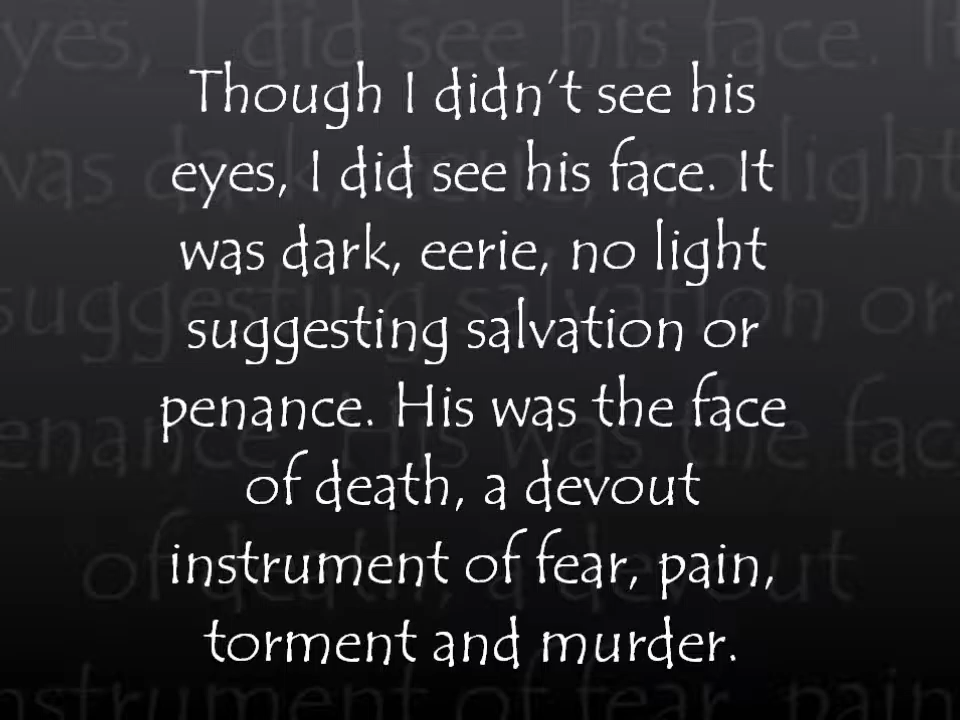 Though I didn't see his
eyes, I did see his face. It
was dark, eerie, no light
suggesting salvation or
penance. His was the face
of death, a devout
instrument of fear, pain,
torment and murder.